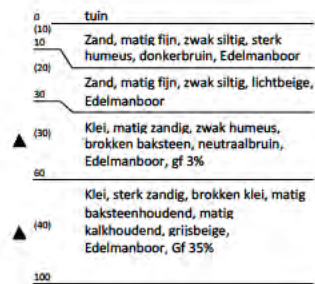 0 tuin
(10)
10 Zand, matig fijn, zwak siltig, sterk
humeus, donkerbruin, Edelmanboor
(20)
Zand, matig fijn, zwak siltig, lichtbeige,
30 Edelmanboor
Klei, matig zandig, zwak humeus,
(30) brokken baksteen, neutraalbruin,
Edelmanboor, gf 3%
60
Klei, sterk zandig, brokken klei, matig
baksteenhoudend, matig
(40) kalkhoudend, grijsbeige,
Edelmanboor, Gf 35%
100